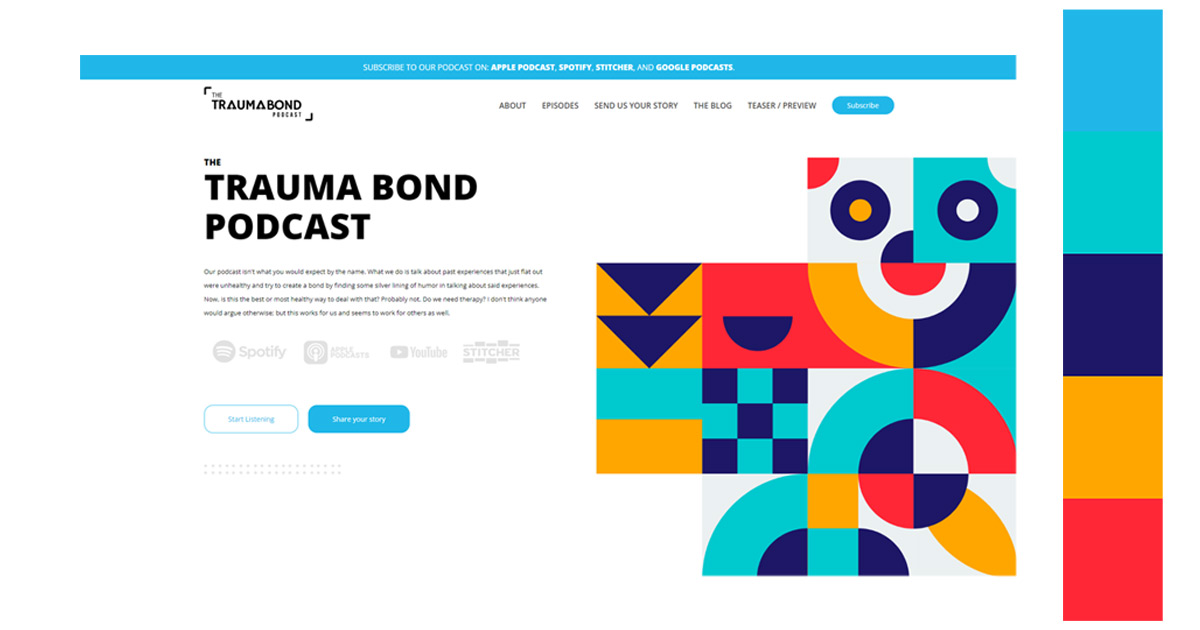 SUBSCRIBE TO OUR PODCAST ON: APPLE PODCAST, SPOTIFY, STITCHER, AND GOOGLE PODCASTS.
THE
TRAUMABOND
PODCAST
ABOUT EPISODES SEND US YOUR STORY THE BLOG TEASER / PREVIEW Subscribe
THE
TRAUMA BOND
PODCAST
Our podcast isn't what you would expect by the name. What we do is talk about past experiences that just flat out
were unhealthy and try to create a bond by finding some silver lining of humor in talking about said experiences.
Now, is this the best or most healthy way to deal with that? Probably not. Do we need therapy? I don't think anyone
would argue otherwise; but this works for us and seems to work for others as well.
Spotify APPLE PODCASTS YouTube STITCHER
Start Listening Share your story